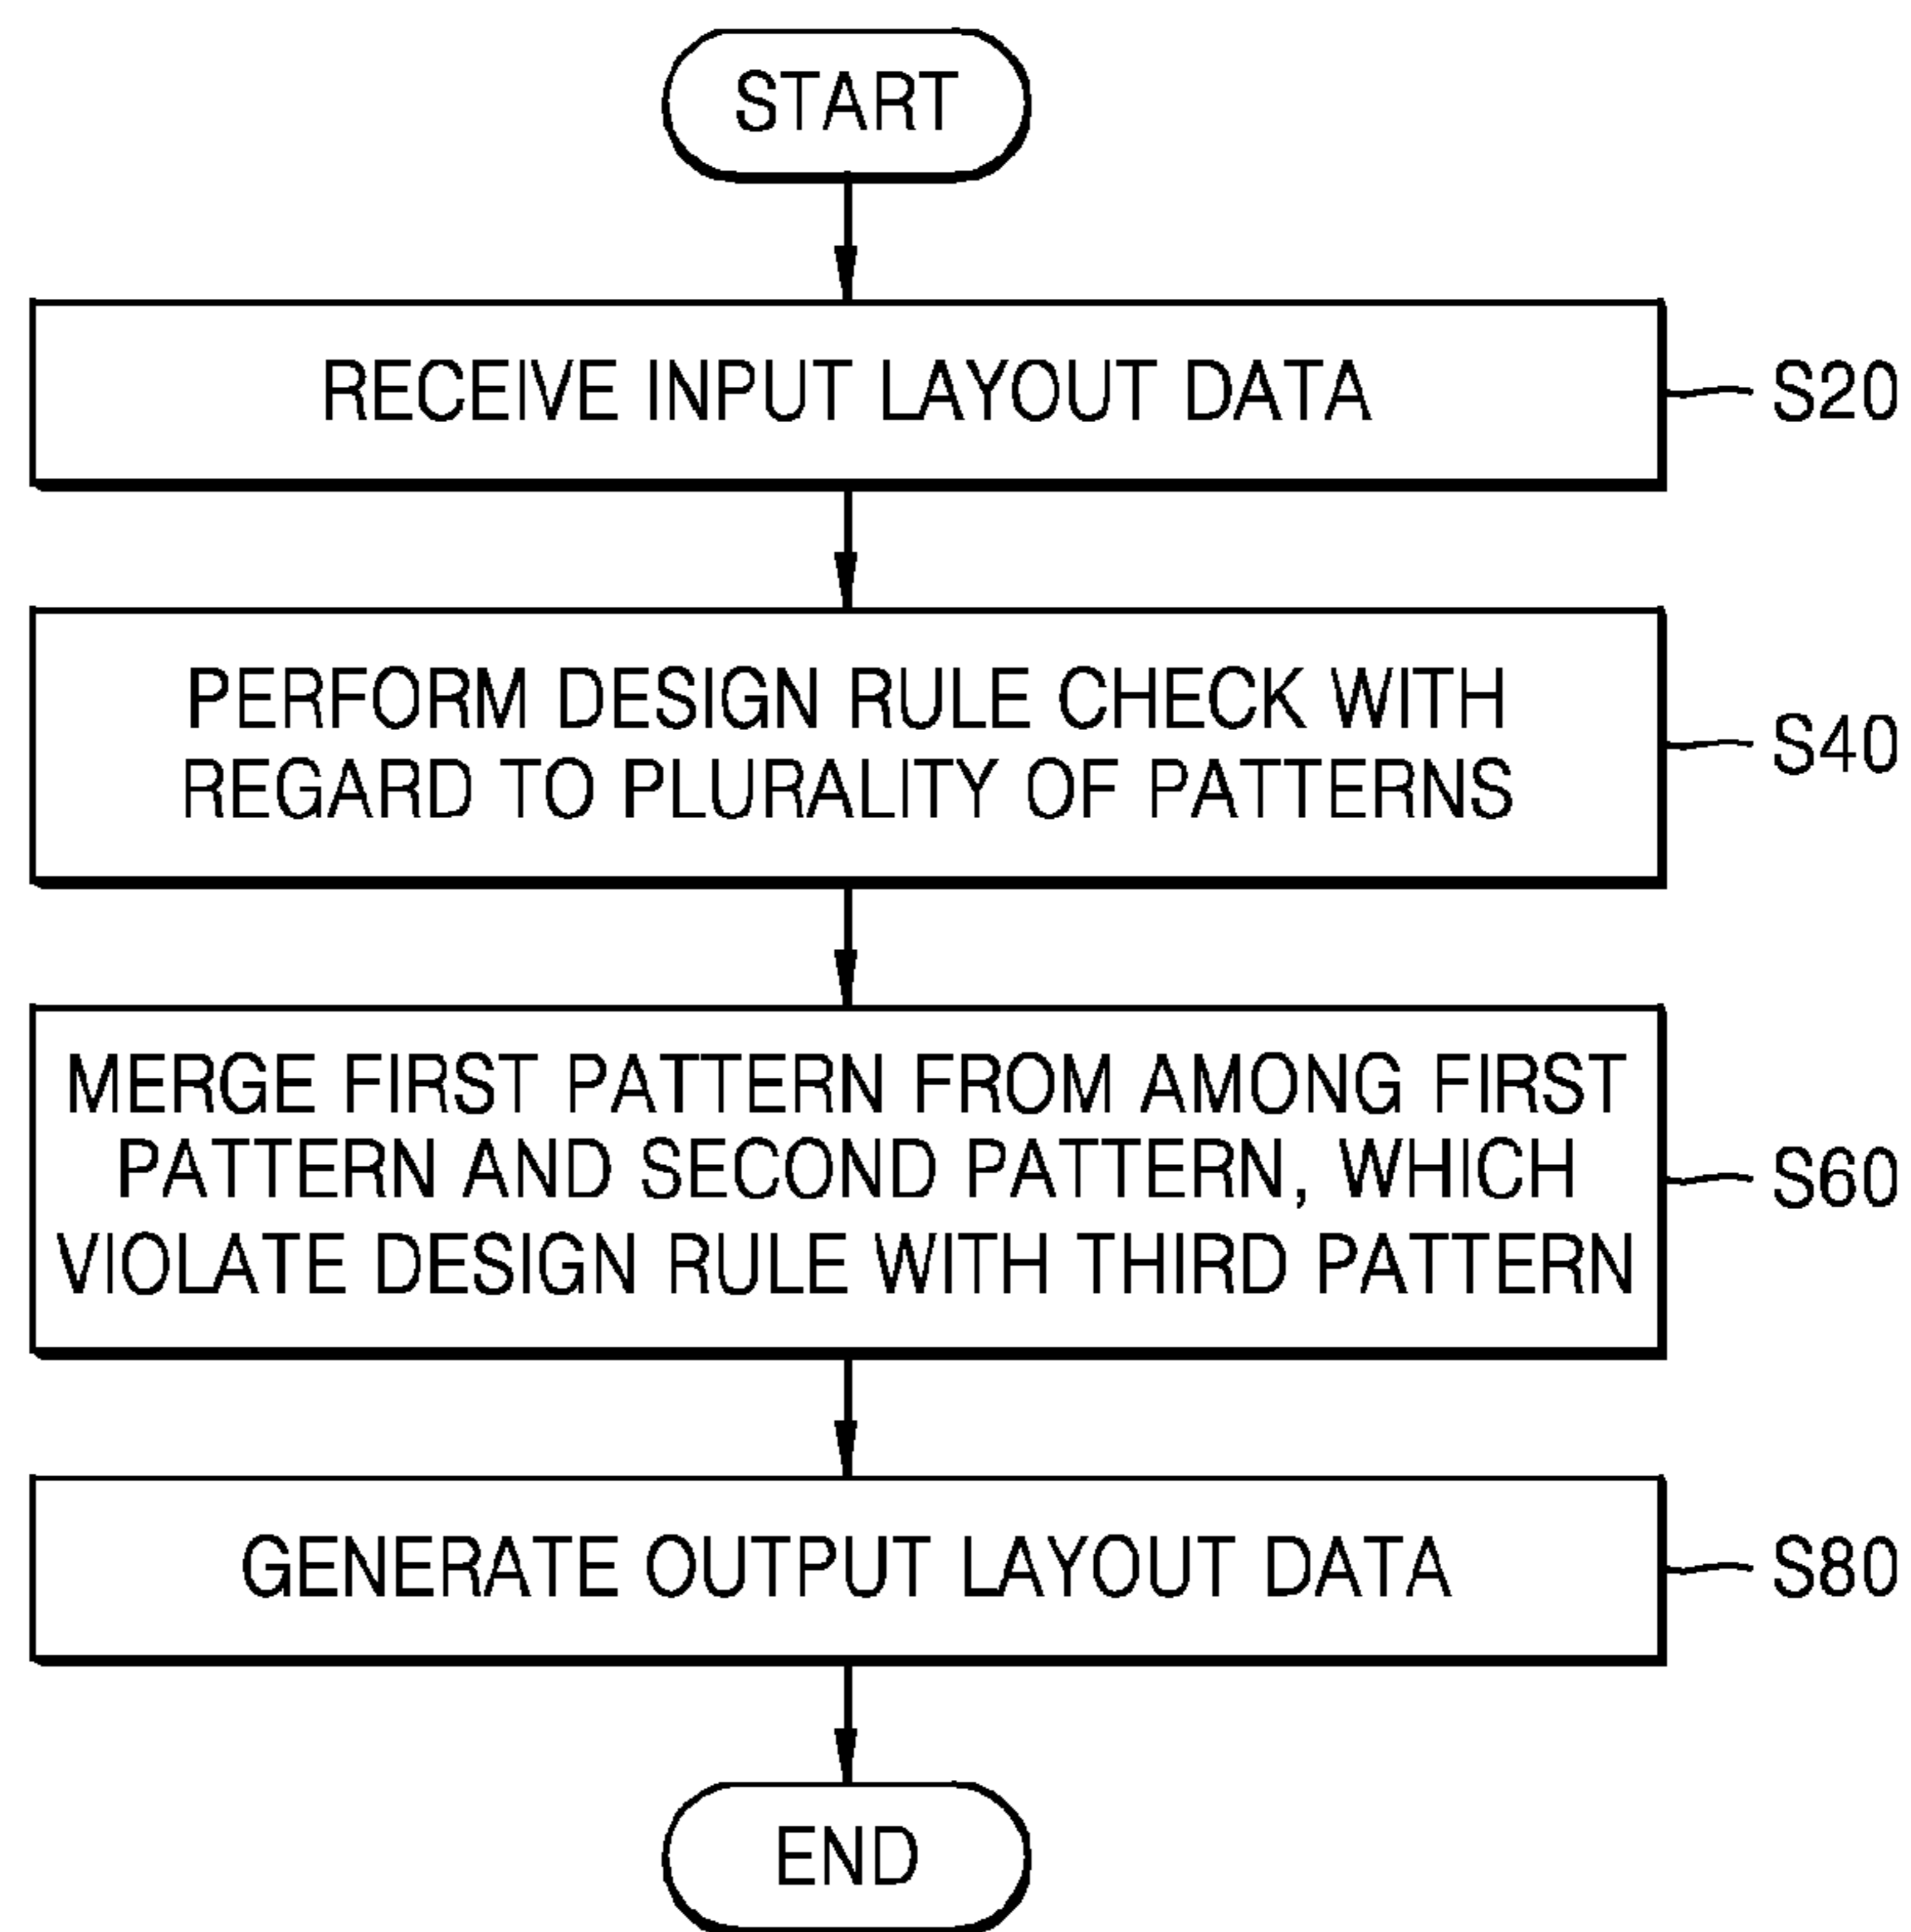 START
RECEIVE INPUT LAYOUT DATA
S20
PERFORM DESIGN RULE CHECK WITH
REGARD TO PLURALITY OF PATTERNS
S40
MERGE FIRST PATTERN FROM AMONG FIRST
PATTERN AND SECOND PATTERN, WHICH
VIOLATE DESIGN RULE WITH THIRD PATTERN
S60
GENERATE OUTPUT LAYOUT DATA
S80
END